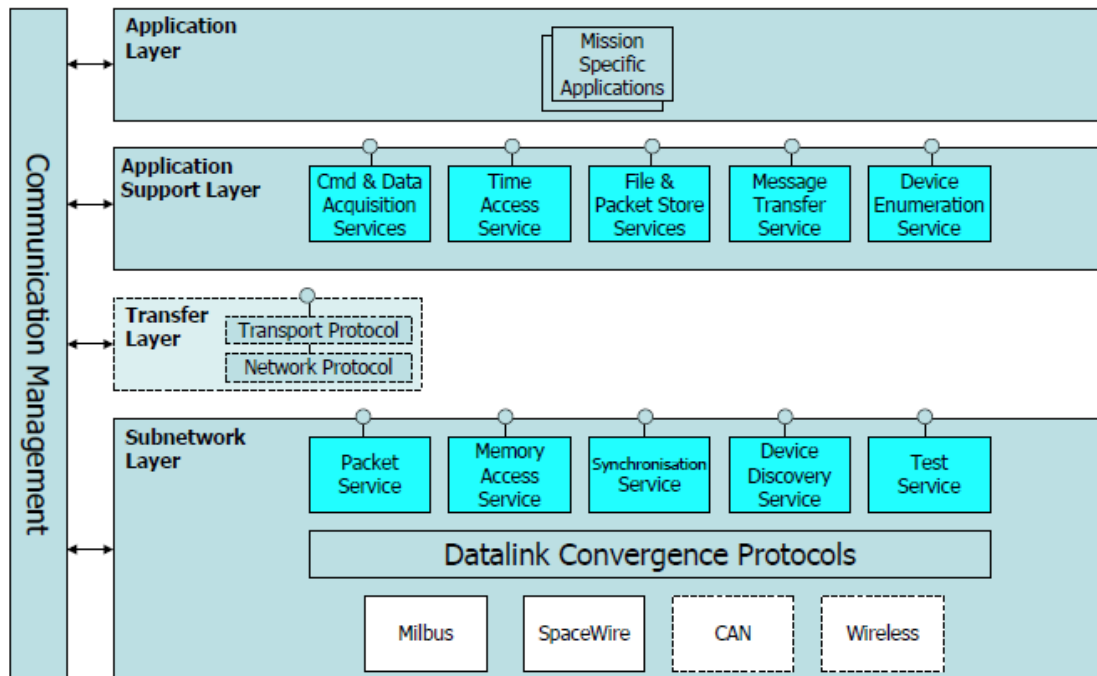 Communication Management
Application
Layer
Mission
Specific
Applications
Application
Support Layer
Cmd & Data
Acquisition
Services
Time
Access
Service
File &
Packet Store
Services
Message
Transfer
Service
Device
Enumeration
Service
Transfer
Layer
Transport Protocol
Network Protocol
Subnetwork
Layer
Packet
Service
Memory
Access
Service
Synchronisation
Service
Device
Discovery
Service
Test
Service
Datalink Convergence Protocols
Milbus
SpaceWire
CAN
Wireless